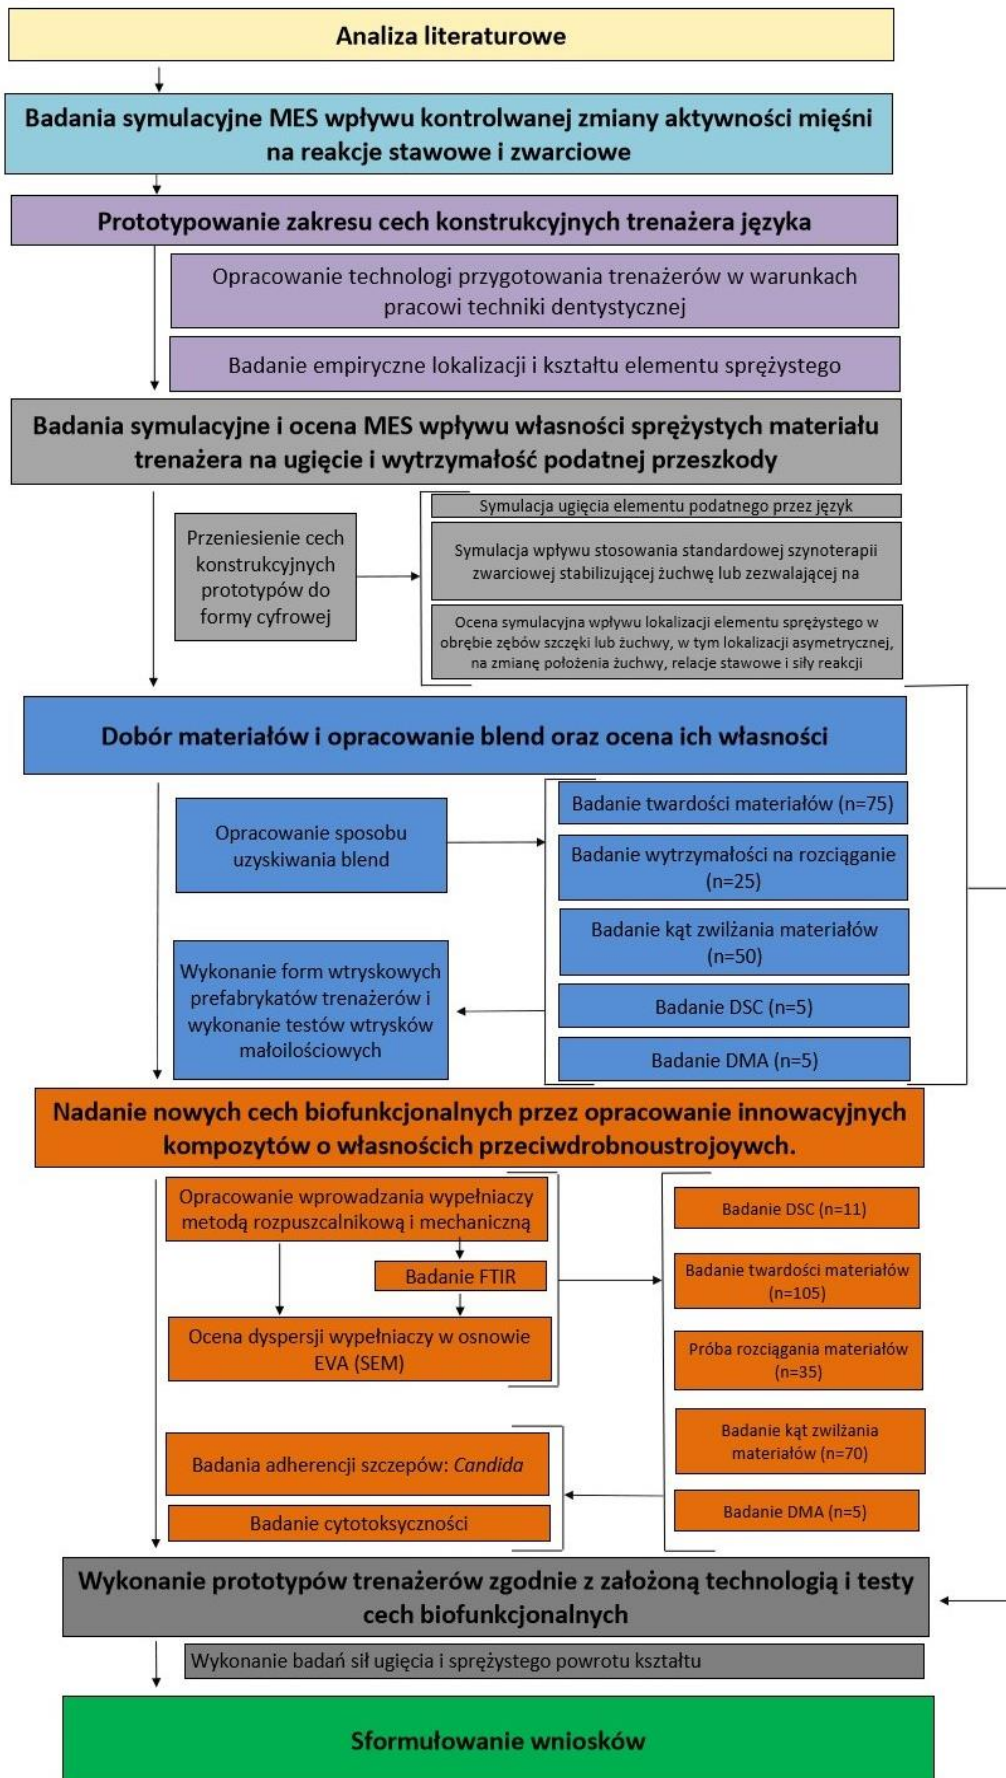 Analiza literaturowe
Badania symulacyjne MES wpływu kontrolwanej zmiany aktywności mięśni
na reakcje stawowe i zwarciowe
Prototypowanie zakresu cech konstrukcyjnych trenażera języka
Opracowanie technologi przygotowania trenażerów w warunkach
pracowi techniki dentystycznej
Badanie empiryczne lokalizacji i kształtu elementu sprężystego
Badania symulacyjne i ocena MES wpływu własności sprężystych materiału
trenażera na ugięcie i wytrzymałość podatnej przeszkody
Przeniesienie cech
konstrukcyjnych
prototypów do
formy cyfrowej
Symulacja ugięcia elementu podatnego przez język
Symulacja wpływu stosowania standardowej szynoterapii
zwarciowej stabilizującej żuchwę lub zezwalającej na
Ocena symulacyjna wpływu lokalizacji elementu sprężystego w
obrębie zębów szczęki lub żuchwy, w tym lokalizacji asymetrycznej,
na zmianę położenia żuchwy, relacje stawowe i siły reakcji
Dobór materiałów i opracowanie blend oraz ocena ich własności
Opracowanie sposobu
uzyskiwania blend
Badanie twardości materiałów (n=75)
Badanie wytrzymałości na rozciąganie
(n=25)
Badanie kąt zwilżania materiałów
(n=50)
Badanie DSC (n=5)
Badanie DMA (n=5)
Wykonanie form wtryskowych
prefabrykatów trenażerów i
wykonanie testów wtrysków
małoilościowych
Nadanie nowych cech biofunkcjonalnych przez opracowanie innowacyjnych
kompozytów o własnościch przeciwdrobnoustrojoywch.
Opracowanie wprowadzania wypełniaczy
metodą rozpuszcalnikową i mechaniczną
Badanie FTIR
Ocena dyspersji wypełniaczy w osnowie
EVA (SEM)
Badanie DSC (n=11)
Badanie twardości materiałów
(n=105)
Próba rozciągania materiałów
(n=35)
Badanie kąt zwilżania
materiałów (n=70)
Badanie DMA (n=5)
Badania adherencji szczepów: Candida
Badanie cytotoksyczności
Wykonanie prototypów trenażerów zgodnie z założoną technologią i testy
cech biofunkcjonalnych
Wykonanie badań sił ugięcia i sprężystego powrotu kształtu
Sformułowanie wniosków